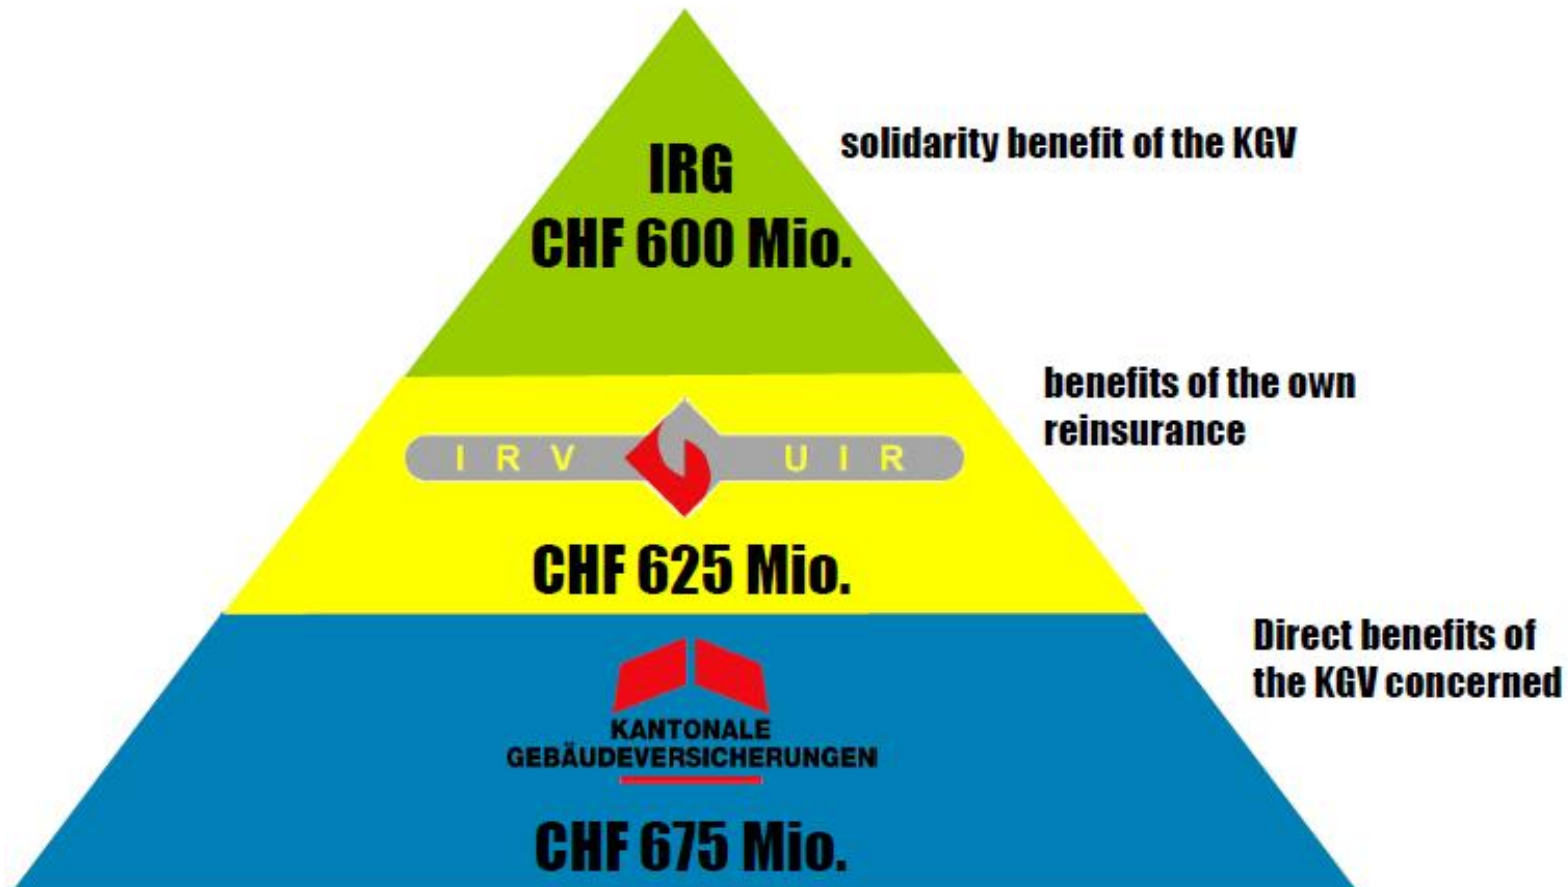 IRG
CHF 600 Mio.
solidarity benefit of the KGV
benefits of the own
reinsurance
IRV UIR
CHF 625 Mio.
Direct benefits of
the KGV concerned
KANTONALE
GEBÄUDEVERSICHERUNGEN
CHF 675 Mio.